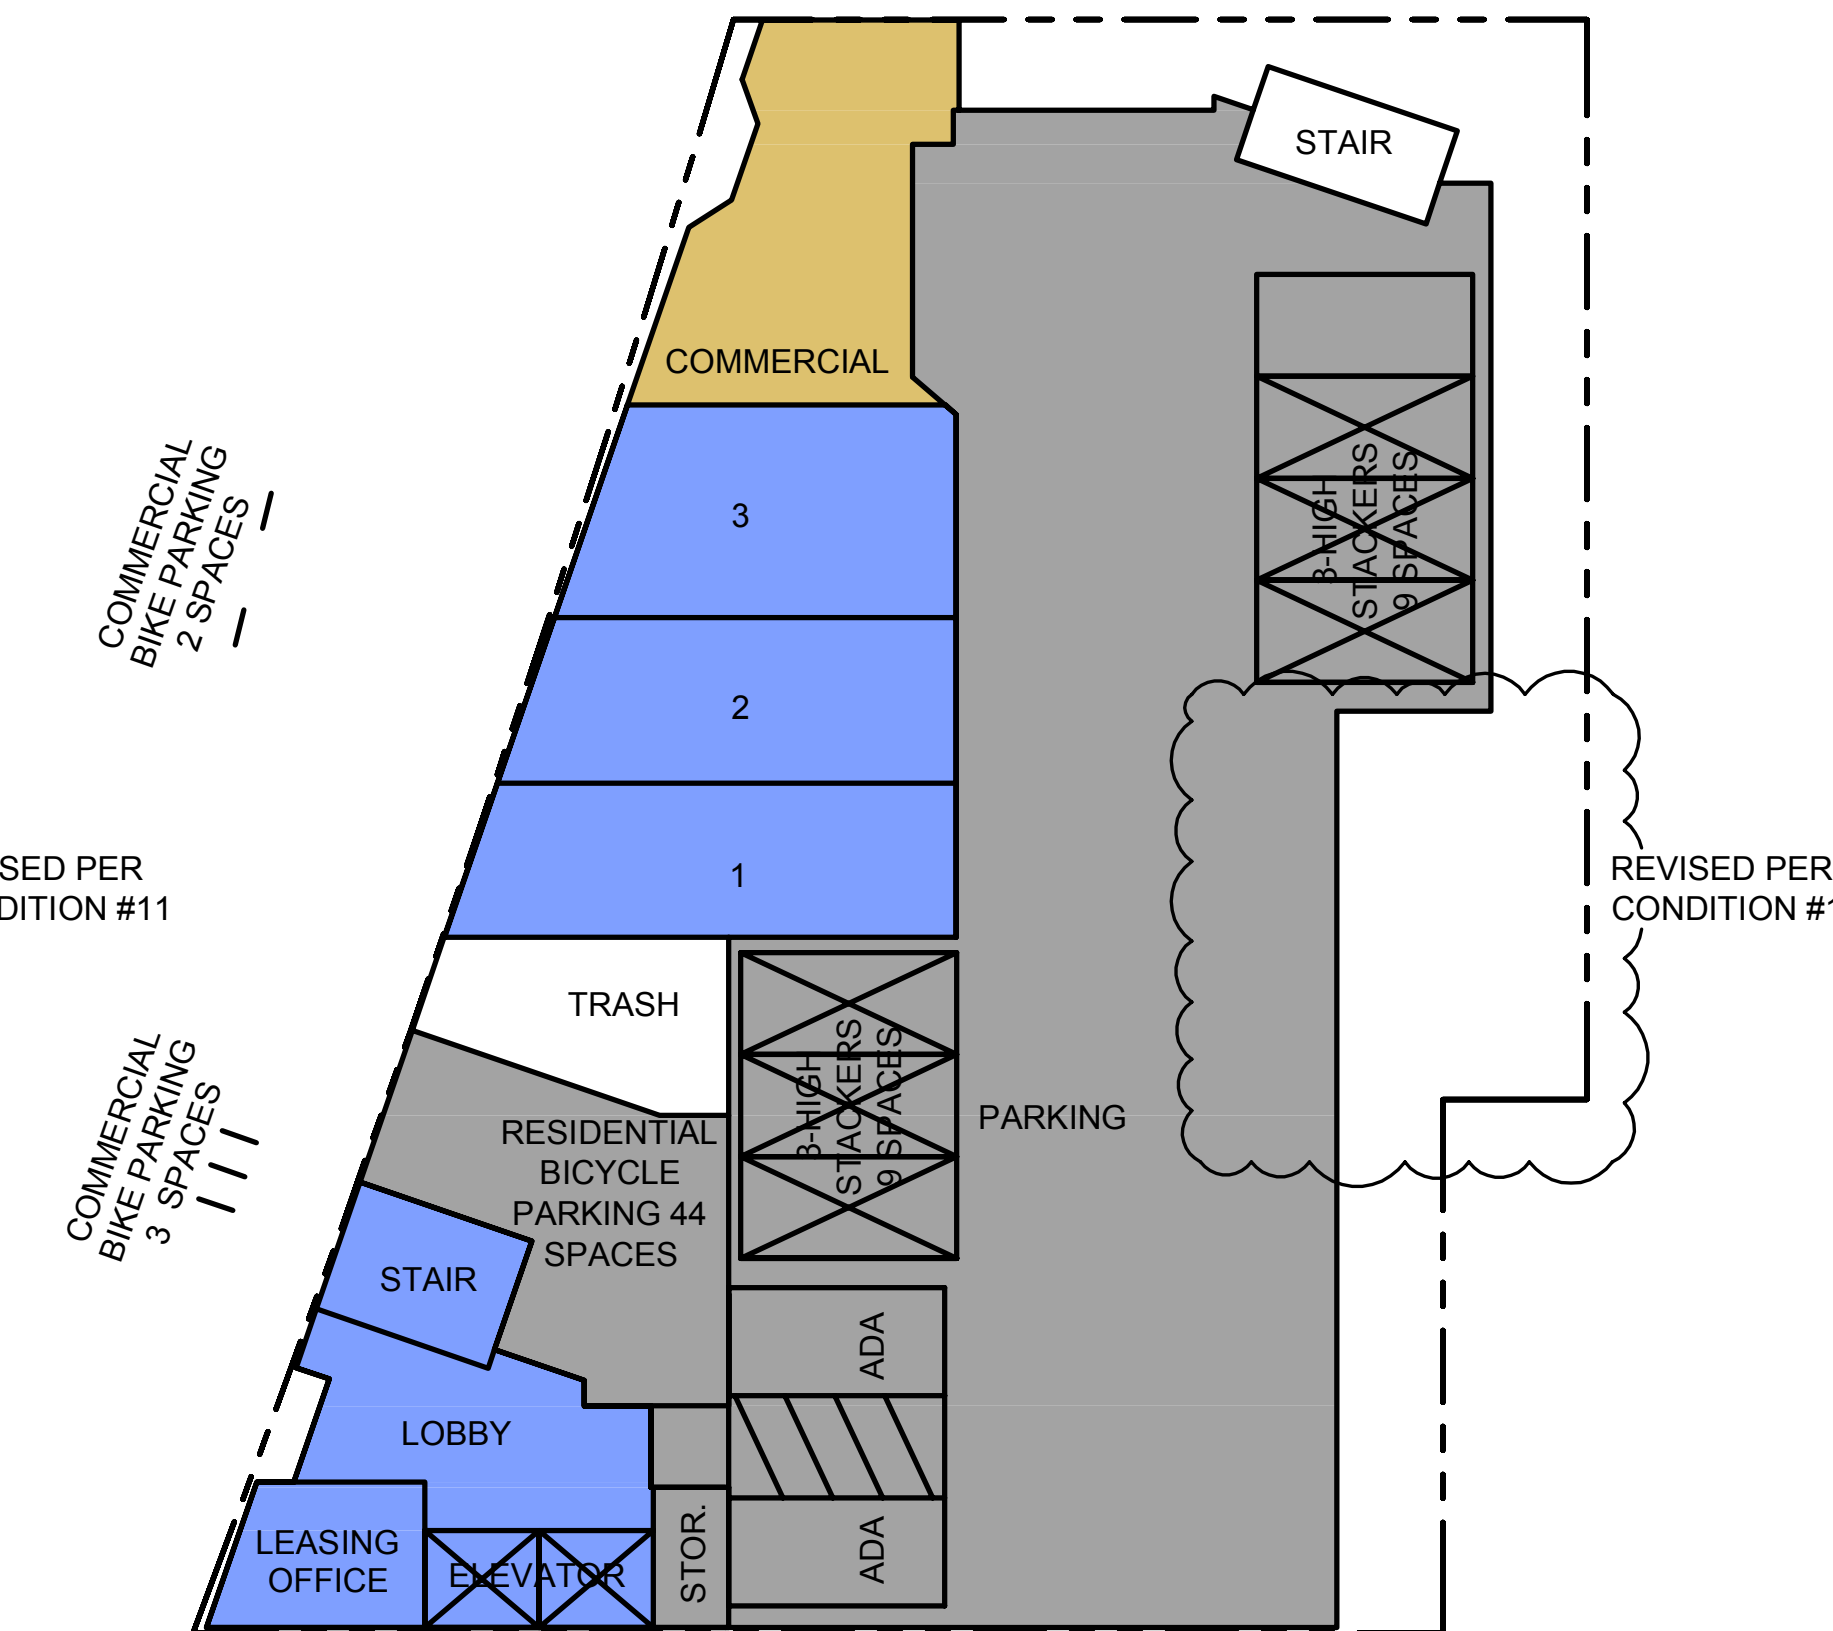 STAIR
COMMERCIAL
3-HIGH
STACKERS
9 SPACES
COMMERCIAL
BIKE PARKING
2 SPACES
3
2
1
SED PER
DITION #11
REVISED PER
CONDITION #1
TRASH
3-HIGH
STACKERS
9 SPACES
PARKING
COMMERCIAL
BIKE PARKING
3 SPACES
RESIDENTIAL
BICYCLE
PARKING 44
SPACES
STAIR
ADA
LOBBY
LEASING
OFFICE
ELEVATOR
STOR.
ADA